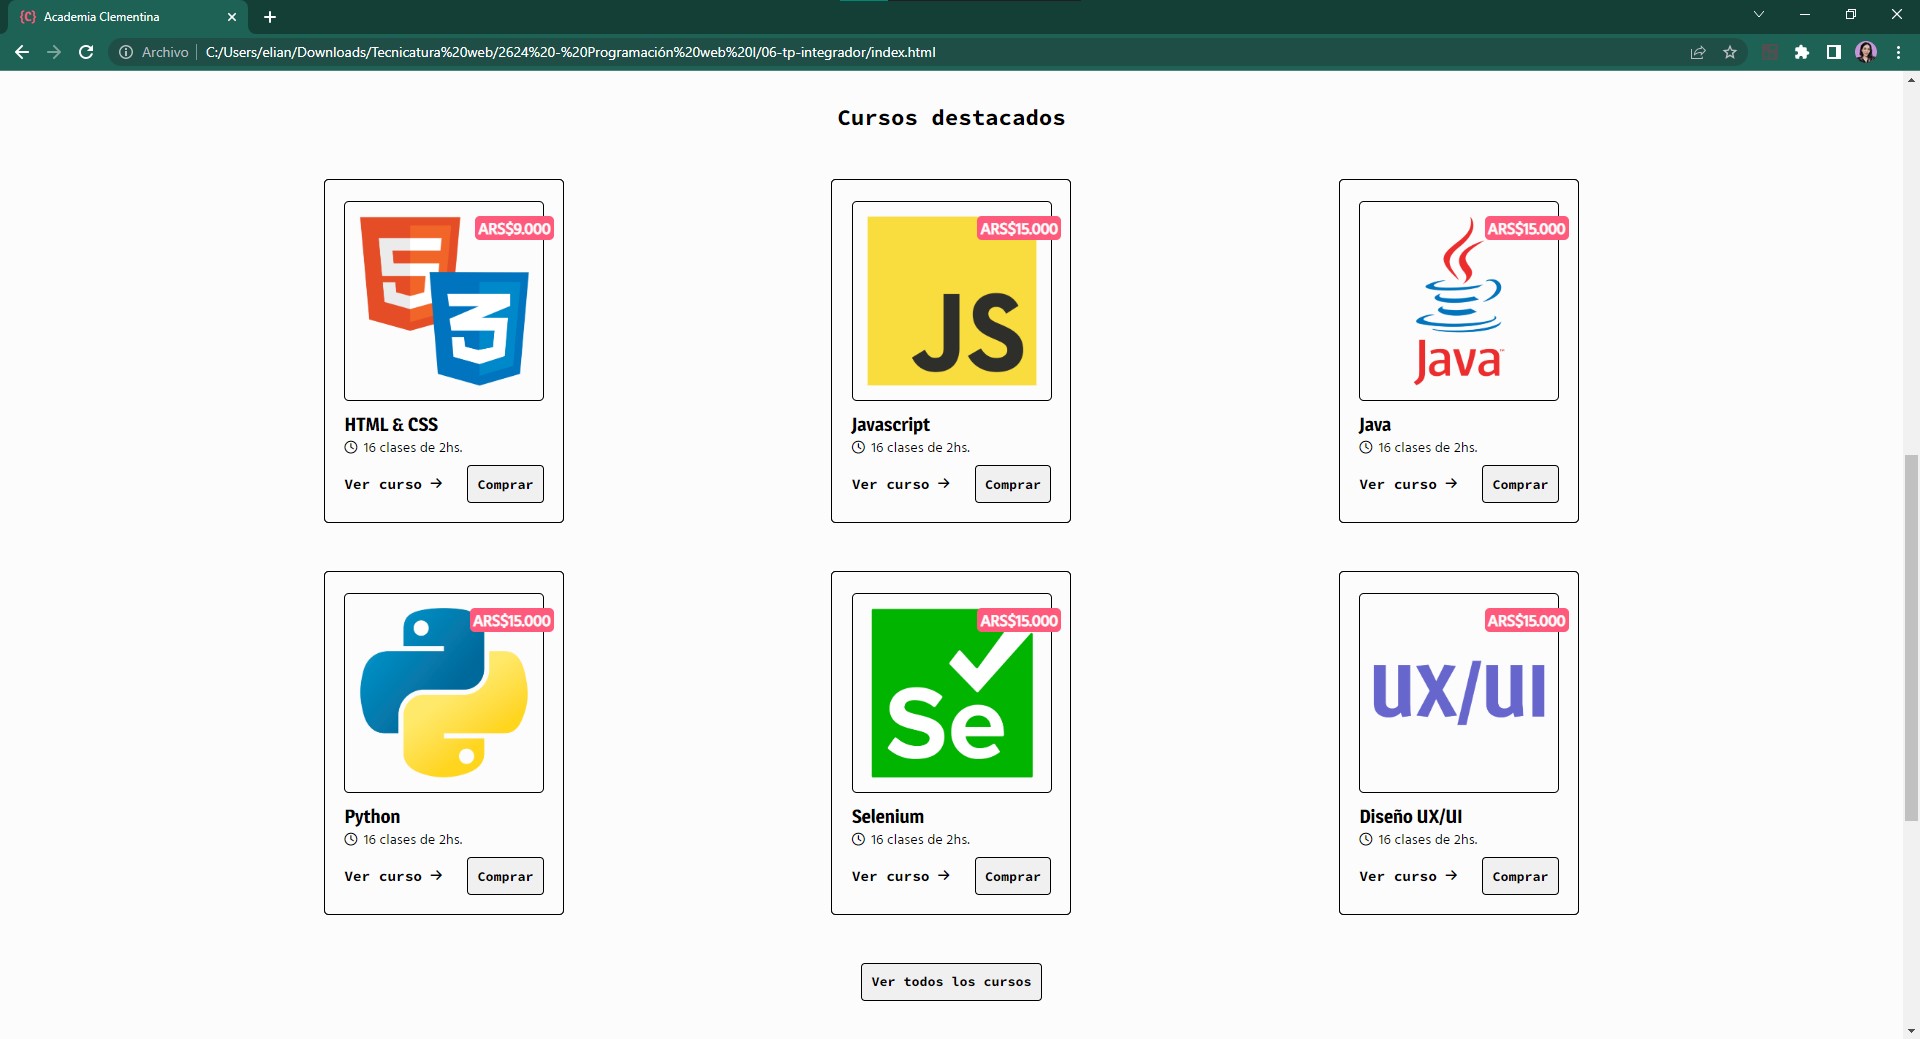 Academia Clementina
Archivo C:/Users/elian/Downloads/Tecnicatura%20web/2624%20-%20Programación%20web%20I/06-tp-integrador/index.html
Cursos destacados
ARS$9.000
5
3
HTML & CSS
16 clases de 2hs.
Ver curso → Comprar
ARS$15.000
JS
Javascript
16 clases de 2hs.
Ver curso → Comprar
ARS$15.000
Java™
Java
16 clases de 2hs.
Ver curso → Comprar
ARS$15.000
Python
16 clases de 2hs.
Ver curso → Comprar
ARS$15.000
Se
Selenium
16 clases de 2hs.
Ver curso → Comprar
ARS$15.000
UX/UI
Diseño UX/UI
16 clases de 2hs.
Ver curso → Comprar
Ver todos los cursos